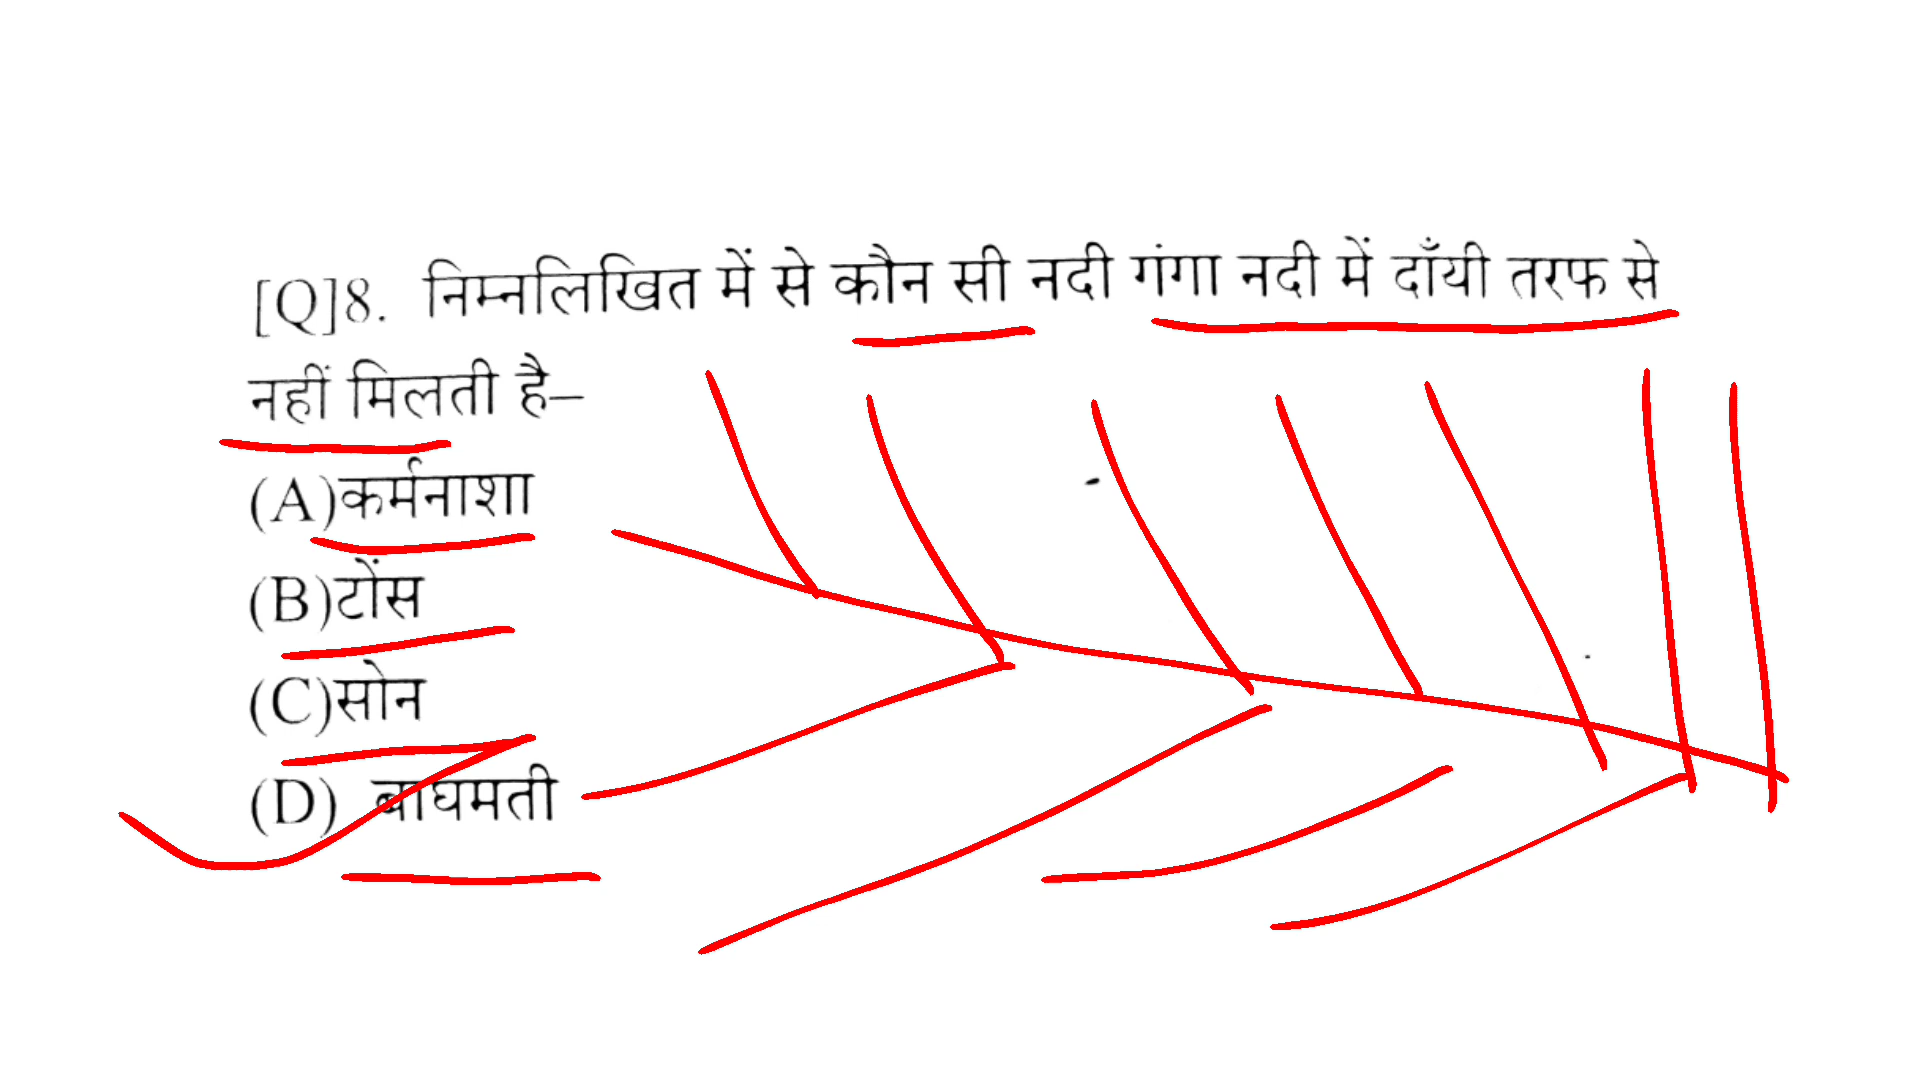 [Q]8. निम्नलिखित में से कौन सी नदी गंगा नदी में दाँयी तरफ से
नहीं मिलती है–
(A)कर्मनाशा
(B)टोंस
(C)सोन
(D) बाघमती